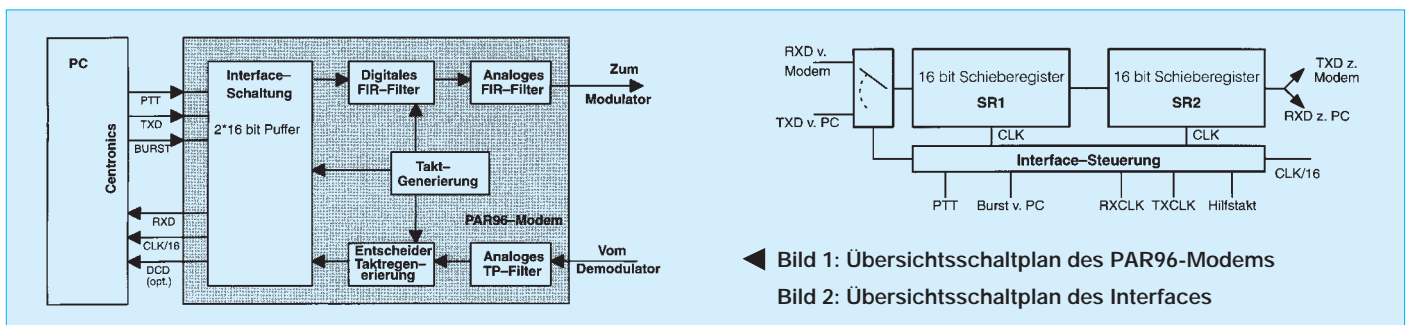 PC
Centronics
PTT
TXD
BURST
RXD
CLK/16
DCD
(opt.)
Interface–
Schaltung
2*16 bit Puffer
Digitales
FIR–Filter
Analoges
FIR–Filter
Zum
Modulator
Takt–
Generierung
PAR96–Modem
Entscheider
Taktregen–
erierung
Analoges
TP–Filter
Vom
Demodulator
RXD v.
Modem
TXD v. PC
16 bit Schieberegister
SR1
16 bit Schieberegister
SR2
TXD z.
Modem
RXD z. PC
CLK
CLK
Interface–Steuerung
CLK/16
PTT
Burst v. PC
RXCLK
TXCLK
Hilfstakt
Bild 1: Übersichtsschaltplan des PAR96-Modems
Bild 2: Übersichtsschaltplan des Interfaces